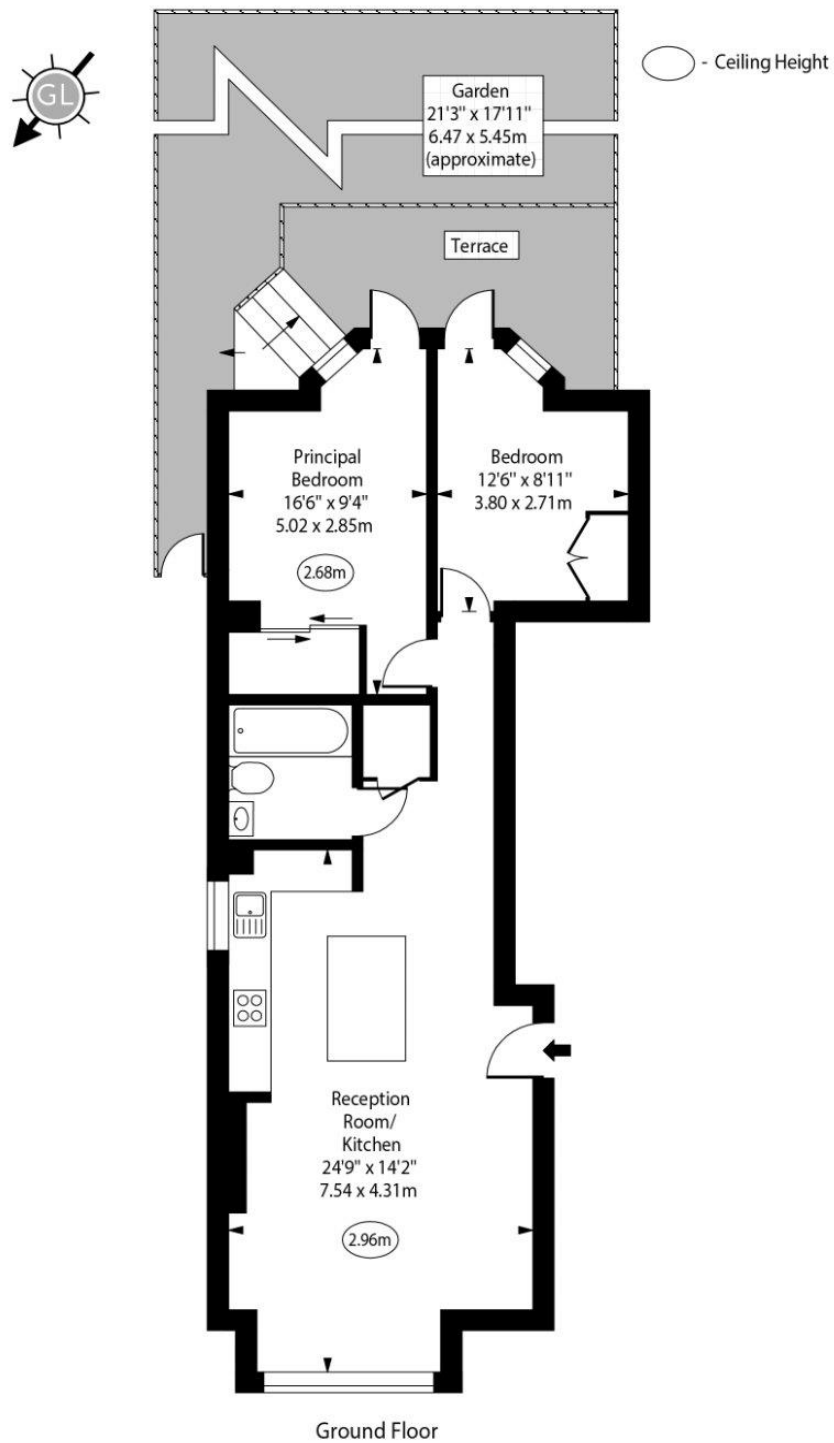 GL
- Ceiling Height
Garden
21'3" x 17'11"
6.47 x 5.45m
(approximate)
Terrace
Principal
Bedroom
16'6" x 9'4"
5.02 x 2.85m
2.68m
Bedroom
12'6" x 8'11"
3.80 x 2.71m
Reception
Room/
Kitchen
24'9" x 14'2"
7.54 x 4.31m
2.96m
Ground Floor